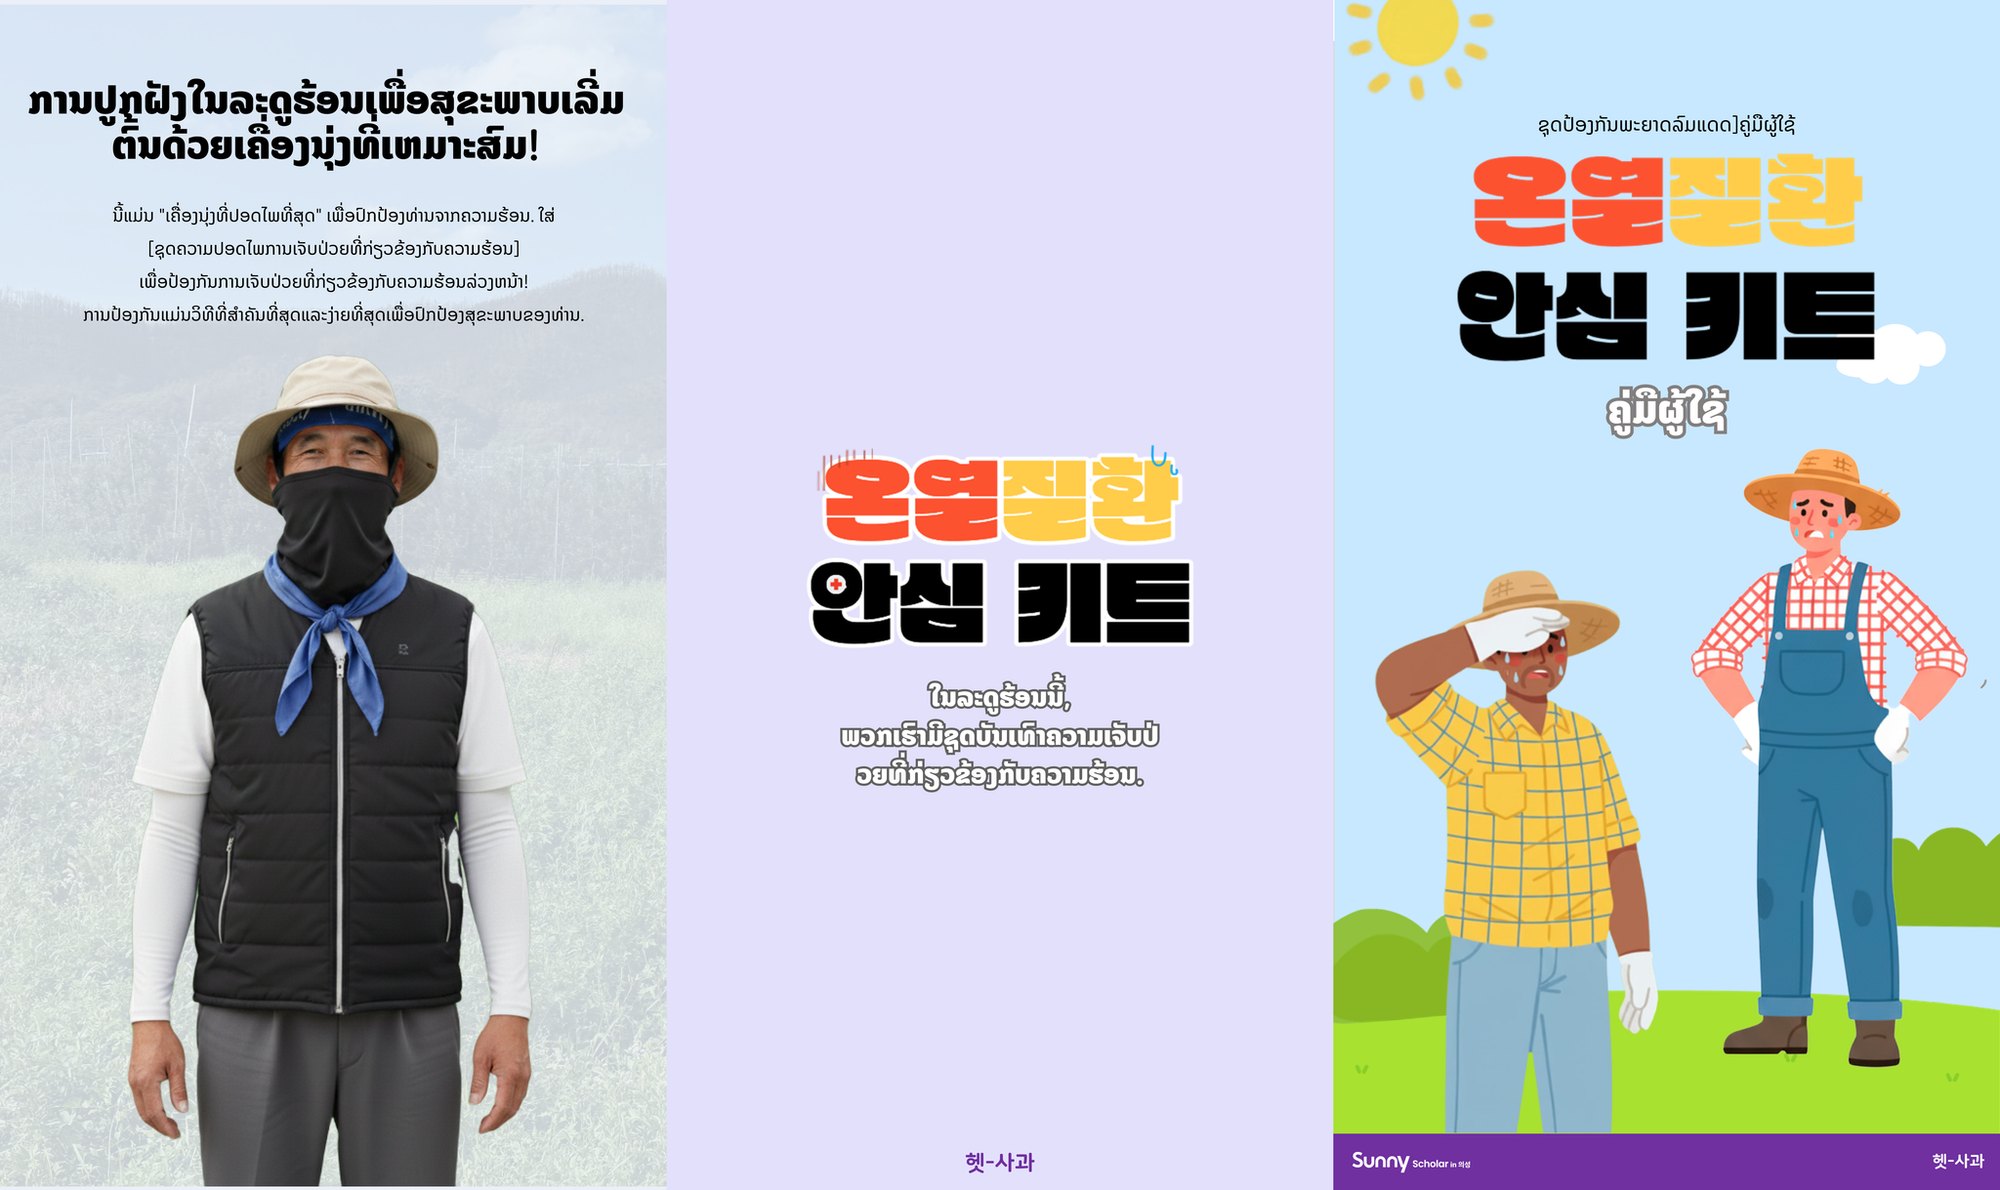 ການປູກຝັງໃນລະດູຮ້ອນເພື່ອສຸຂະພາບເລີ່ມ
ຕົ້ນດ້ວຍເຄື່ອງນຸ່ງທີ່ເຫມາະສົມ!
ນີ້ແມ່ນ "ເຄື່ອງນຸ່ງທີ່ປອດໄພທີ່ສຸດ" ເພື່ອປົກປ້ອງທ່ານຈາກຄວາມຮ້ອນ. ໃສ່
[ຊຸດຄວາມປອດໄພການເຈັບປ່ວຍທີ່ກ່ຽວຂ້ອງກັບຄວາມຮ້ອນ]
ເພື່ອປ້ອງກັນການເຈັບປ່ວຍທີ່ກ່ຽວຂ້ອງກັບຄວາມຮ້ອນລ່ວງຫນ້າ!
ການປ້ອງກັນແມ່ນວິທີທີ່ສໍາຄັນທີ່ສຸດແລະງ່າຍທີ່ສຸດເພື່ອປົກປ້ອງສຸຂະພາບຂອງທ່ານ.
온열질환
안심 키트
ໃນລະດູຮ້ອນນີ້,
ພວກເຮົາມີຊຸດບັນເທົາຄວາມເຈັບປ່
ວຍທີ່ກ່ຽວຂ້ອງກັບຄວາມຮ້ອນ.
헷-사과
ຊຸດປ້ອງກັນພະຍາດລົມແດດ]ຄູ່ມືຜູ້ໃຊ້
온열질환
안심 키트
ຄູ່ມືຜູ້ໃຊ້
Sunny Scholar in 의성
헷-사과